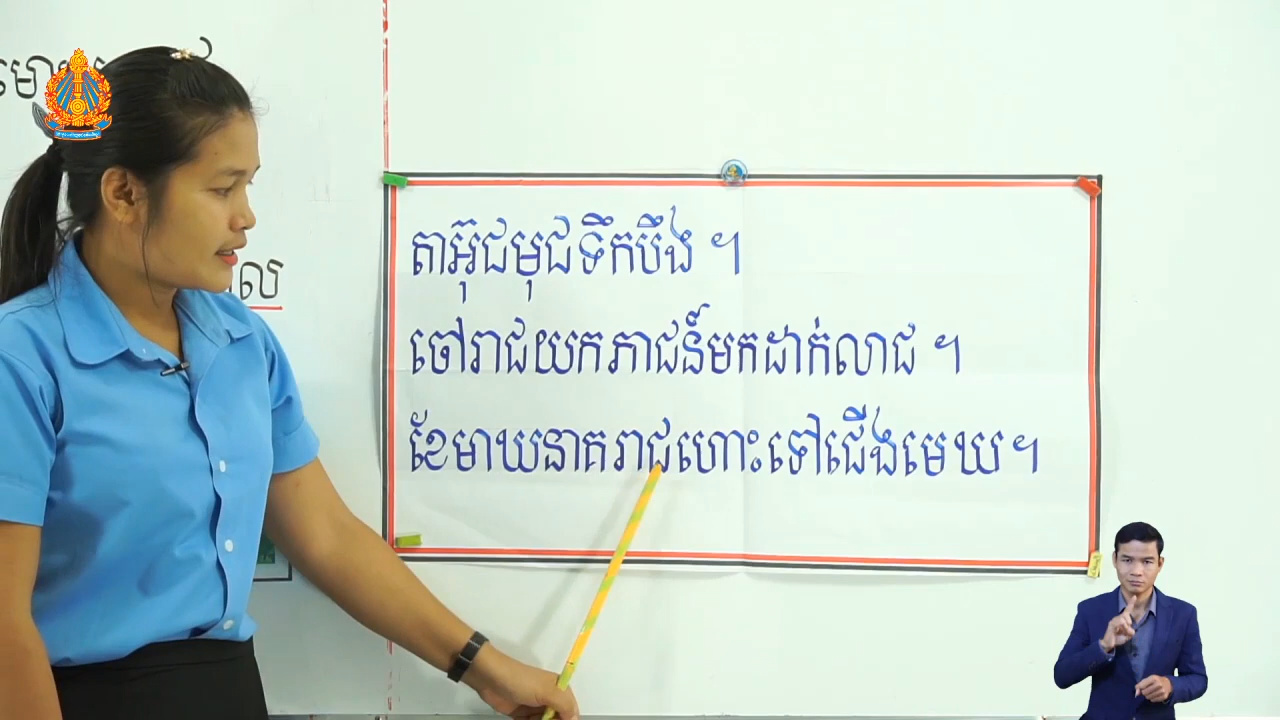 តាអ៊ុជមុជទឹកបឹង ។
ចៅរាជយកភាជន៍មកដាក់លាជ ។
ខែមាឃនាគរាជហោះទៅជើងមេឃ។